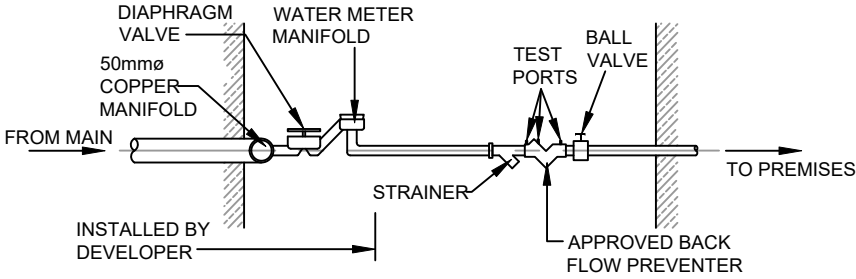 DIAPHRAGM
VALVE
WATER METER
MANIFOLD
50mmø
COPPER
MANIFOLD
TEST
PORTS
BALL
VALVE
FROM MAIN
TO PREMISES
STRAINER
INSTALLED BY
DEVELOPER
APPROVED BACK
FLOW PREVENTER